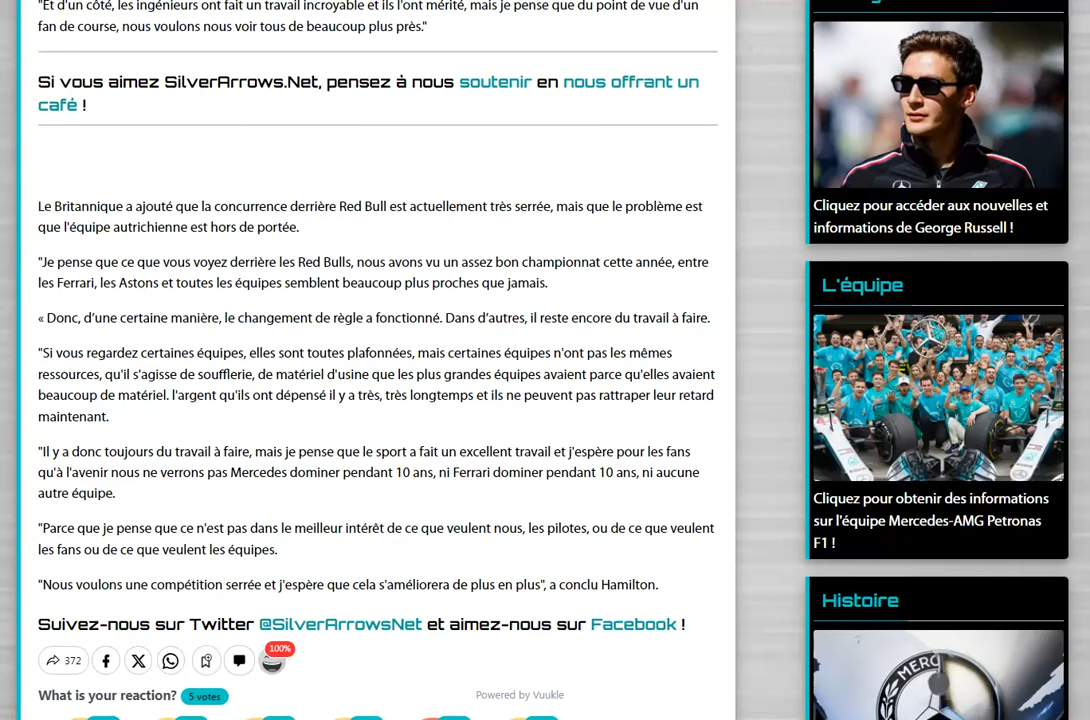 "Et d'un côté, les ingénieurs ont fait un travail incroyable et ils l'ont mérité, mais je pense que du point de vue d'un
fan de course, nous voulons nous voir tous de beaucoup plus près."
Si vous aimez SilverArrows.Net, pensez à nous soutenir en nous offrant un
café !
Le Britannique a ajouté que la concurrence derrière Red Bull est actuellement très serrée, mais que le problème est
que l'équipe autrichienne est hors de portée.
"Je pense que ce que vous voyez derrière les Red Bulls, nous avons vu un assez bon championnat cette année, entre
les Ferrari, les Astons et toutes les équipes semblent beaucoup plus proches que jamais.
« Donc, d’une certaine manière, le changement de règle a fonctionné. Dans d’autres, il reste encore du travail à faire.
"Si vous regardez certaines équipes, elles sont toutes plafonnées, mais certaines équipes n'ont pas les mêmes
ressources, qu'il s'agisse de soufflerie, de matériel d'usine que les plus grandes équipes avaient parce qu'elles avaient
beaucoup de matériel. l'argent qu'ils ont dépensé il y a très, très longtemps et ils ne peuvent pas rattraper leur retard
maintenant.
"Il y a donc toujours du travail à faire, mais je pense que le sport a fait un excellent travail et j'espère pour les fans
qu'à l'avenir nous ne verrons pas Mercedes dominer pendant 10 ans, ni Ferrari dominer pendant 10 ans, ni aucune
autre équipe.
"Parce que je pense que ce n'est pas dans le meilleur intérêt de ce que veulent nous, les pilotes, ou de ce que veulent
les fans ou de ce que veulent les équipes.
"Nous voulons une compétition serrée et j'espère que cela s'améliorera de plus en plus", a conclu Hamilton.
Suivez-nous sur Twitter @SilverArrowsNet et aimez-nous sur Facebook !
372
100%
What is your reaction? 5 votes
Powered by Vuukle
Cliquez pour accéder aux nouvelles et
informations de George Russell !
L'équipe
Cliquez pour obtenir des informations
sur l'équipe Mercedes-AMG Petronas
F1 !
Histoire
MERC